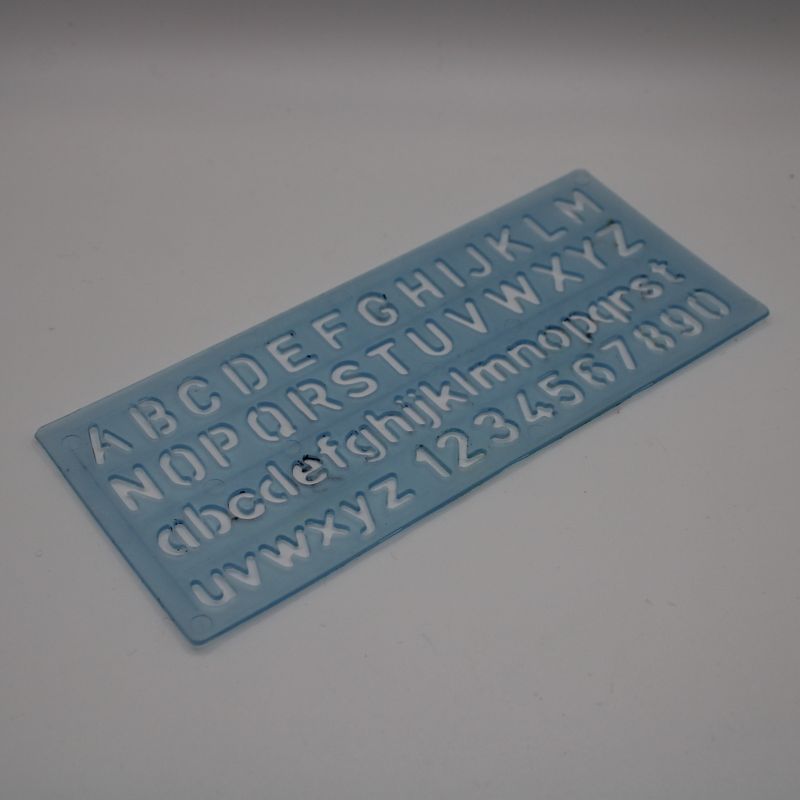 ABCDEFGHIJKLM
NOPQRSTUVWXYZ
abcdefghijklmnopqrst
uvwxyz 1234567890